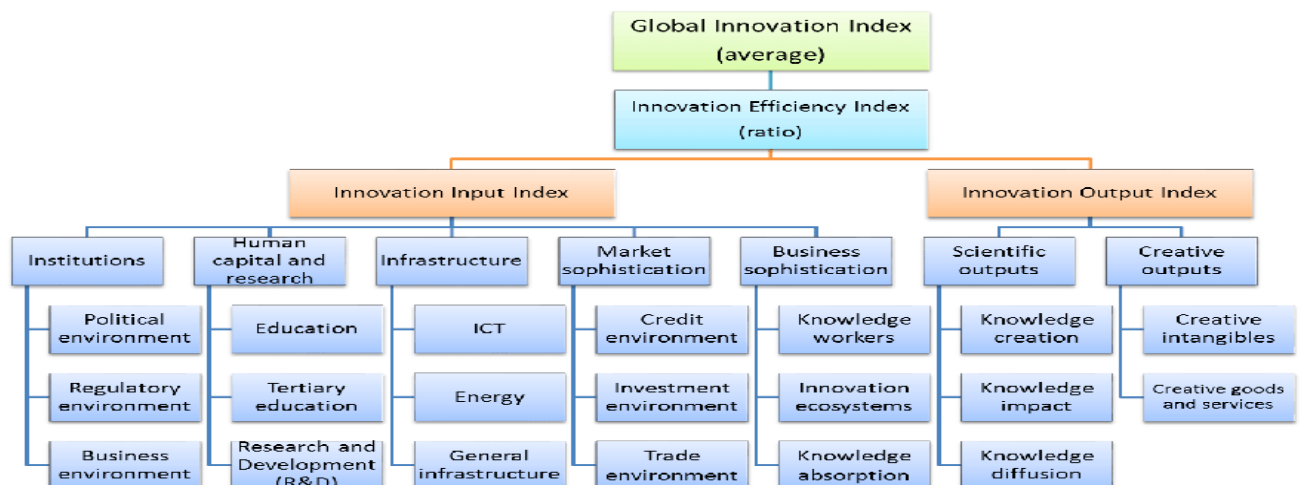 Global Innovation Index
(average)
Innovation Efficiency Index
(ratio)
Innovation Input Index
Innovation Output Index
Institutions
Human
capital and
research
Infrastructure
Market
sophistication
Business
sophistication
Scientific
outputs
Creative
outputs
Political
environment
Education
ICT
Credit
environment
Knowledge
workers
Knowledge
creation
Creative
intangibles
Regulatory
environment
Tertiary
education
Energy
Investment
environment
Innovation
ecosystems
Knowledge
impact
Creative goods
and services
Business
environment
Research and
Development
(R&D)
General
infrastructure
Trade
environment
Knowledge
absorption
Knowledge
diffusion